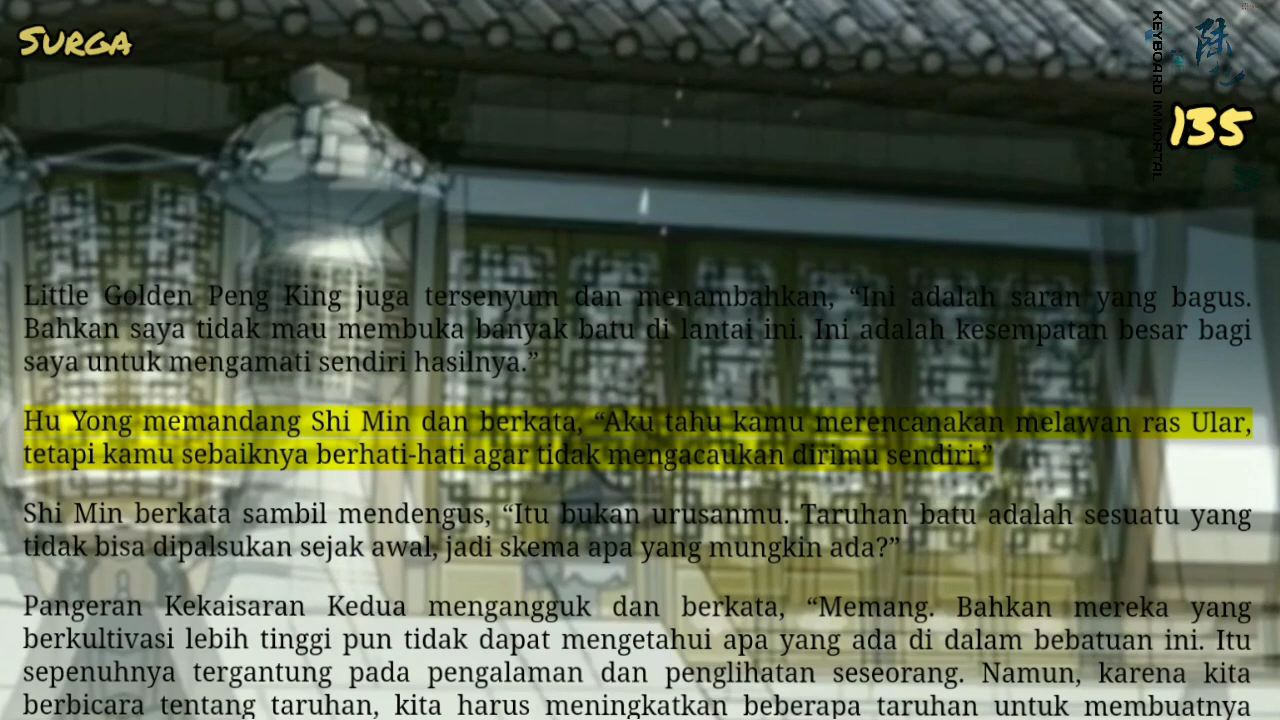 SURGA
KEYBOARD IMMORTAL
135
Little Golden Peng King juga tersenyum dan menambahkan, “Ini adalah saran yang bagus.
Bahkan saya tidak mau membuka banyak batu di lantai ini. Ini adalah kesempatan besar bagi
saya untuk mengamati sendiri hasilnya.”
Hu Yong memandang Shi Min dan berkata, “Aku tahu kamu merencanakan melawan ras Ular,
tetapi kamu sebaiknya berhati-hati agar tidak mengacaukan dirimu sendiri.”
Shi Min berkata sambil mendengus, “Itu bukan urusanmu. Taruhan batu adalah sesuatu yang
tidak bisa dipalsukan sejak awal, jadi skema apa yang mungkin ada?”
Pangeran Kekaisaran Kedua mengangguk dan berkata, “Memang. Bahkan mereka yang
berkultivasi lebih tinggi pun tidak dapat mengetahui apa yang ada di dalam bebatuan ini. Itu
sepenuhnya tergantung pada pengalaman dan penglihatan seseorang. Namun, karena kita
berbicara tentang taruhan, kita harus meningkatkan beberapa taruhan untuk membuatnya